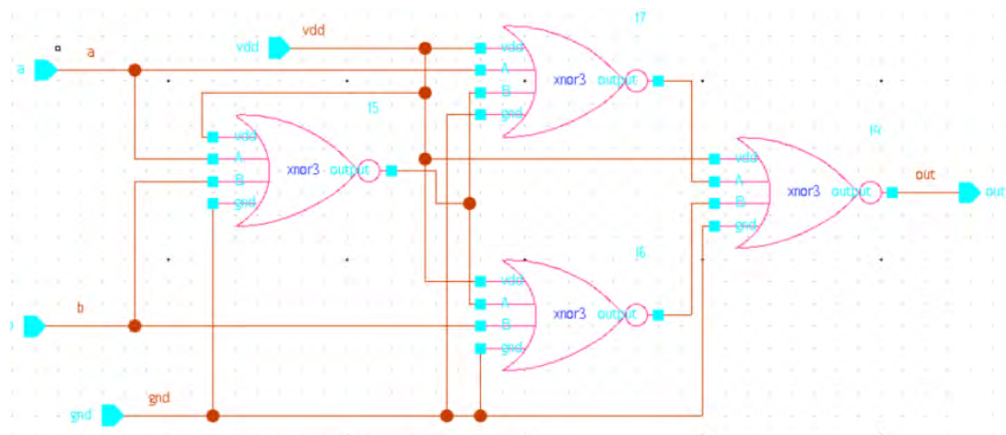 I7
vdd
vdd
a
a
vdd
A
B
gnd
xnor3
output
I5
vdd
A
B
gnd
xnor3
output
I4
vdd
A
B
gnd
xnor3
output
out
out
I6
vdd
A
B
gnd
xnor3
output
b
gnd
gnd